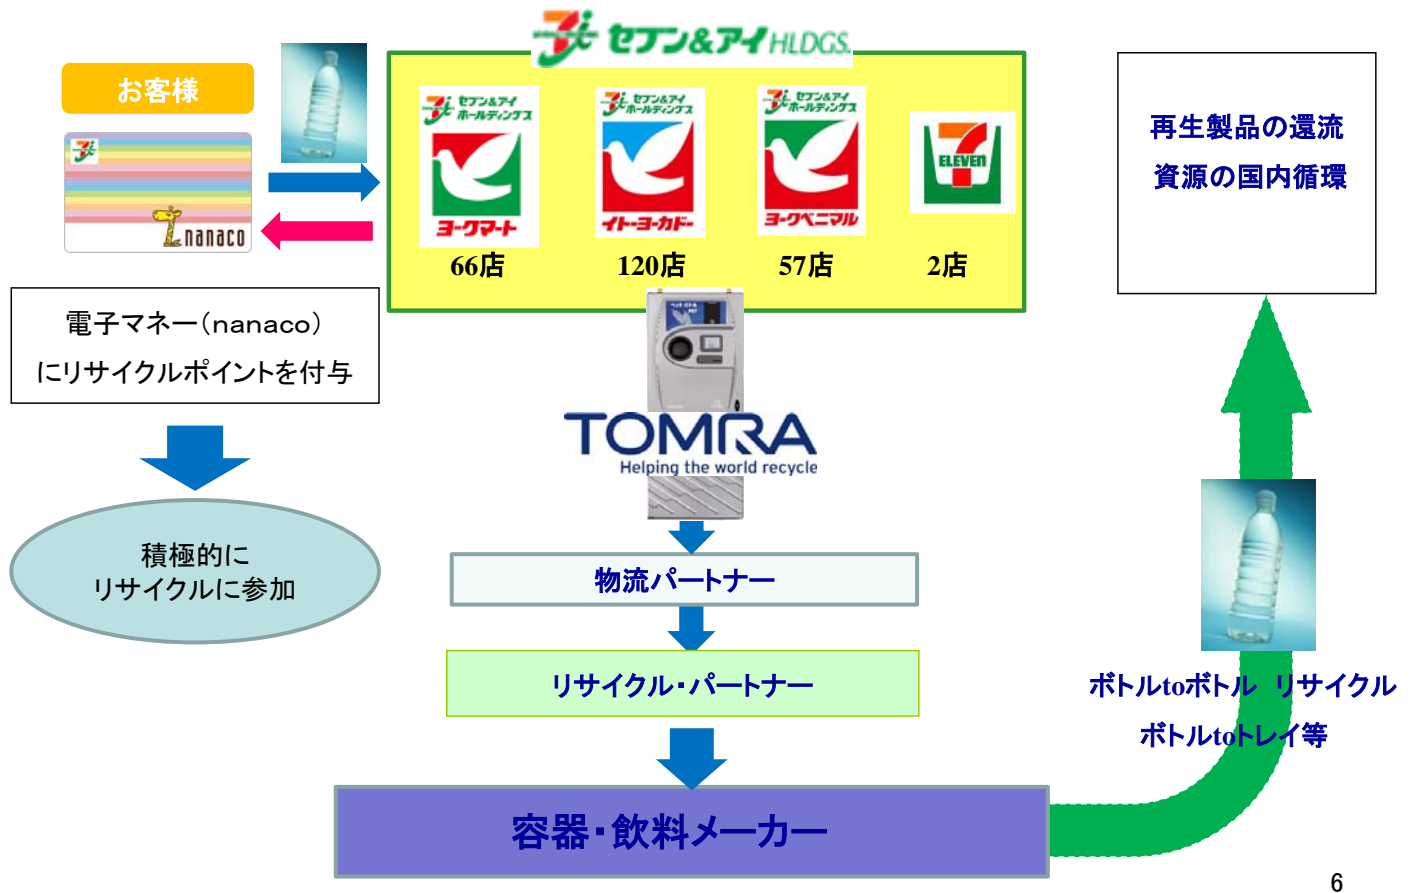 セブン&アイHLDGS.
お客様
nanaco
セブン&アイ
ホールディングス
ヨークマート
66店
セブン&アイ
ホールディングス
イトーヨーカドー
120店
セブン&アイ
ホールディングス
ヨークベニマル
57店
7
ELEVEN
2店
電子マネー(nanaco)
にリサイクルポイントを付与
積極的に
リサイクルに参加
ペットボトル
TOMRA
Helping the world recycle
物流パートナー
リサイクル・パートナー
容器・飲料メーカー
再生製品の還流
資源の国内循環
ボトルtoボトル リサイクル
ボトルtoトレイ等
6